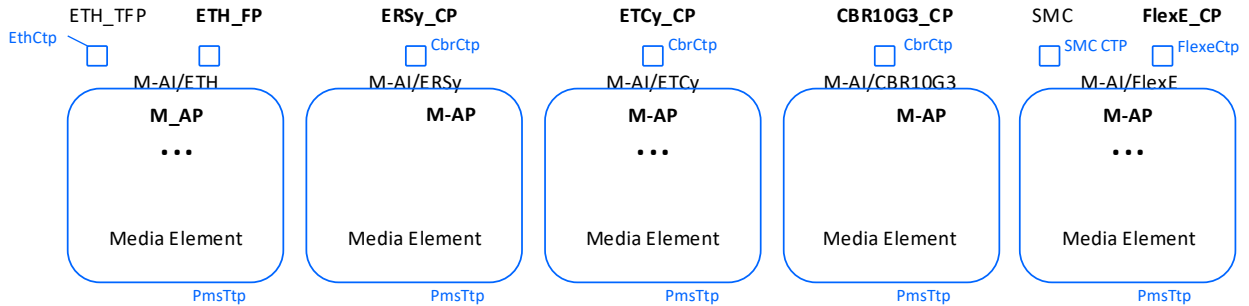 ETH_TFP ETH_FP ERSy_CP ETCy_CP CBR10G3_CP SMC FlexE_CP
EthCtp CbrCtp CbrCtp CbrCtp SMC CTP FlexeCtp
M-AI/ETH M-AI/ERSy M-AI/ETCy M-AI/CBR10G3 M-AI/FlexE
M_AP M-AP M-AP M-AP M-AP
... ... ...
Media Element Media Element Media Element Media Element Media Element
PmsTtp PmsTtp PmsTtp PmsTtp PmsTtp